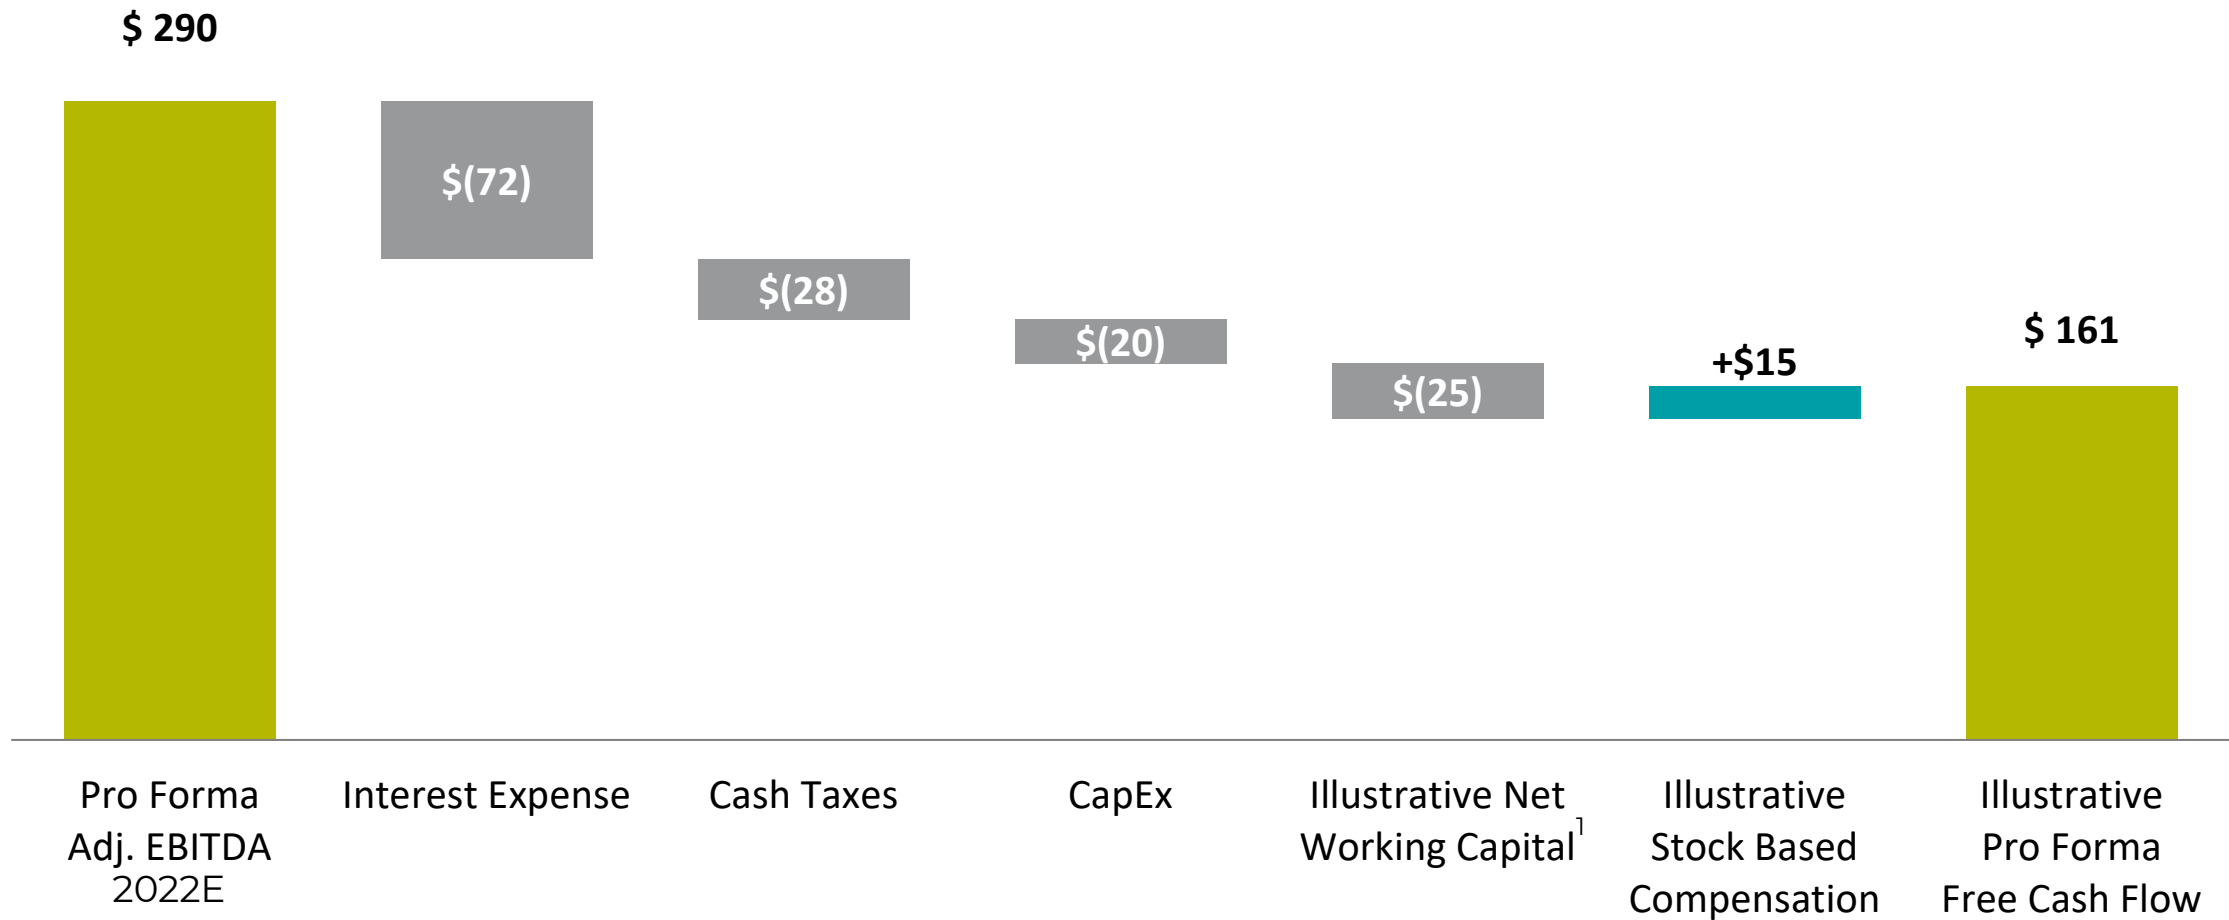 $ 290
$(72)
$(28)
$(20)
$(25)
+$15
$ 161
Pro Forma
Adj. EBITDA
2022E
Interest Expense
Cash Taxes
CapEx
Illustrative Net
Working Capital1
Illustrative
Stock Based
Compensation
Illustrative
Pro Forma
Free Cash Flow